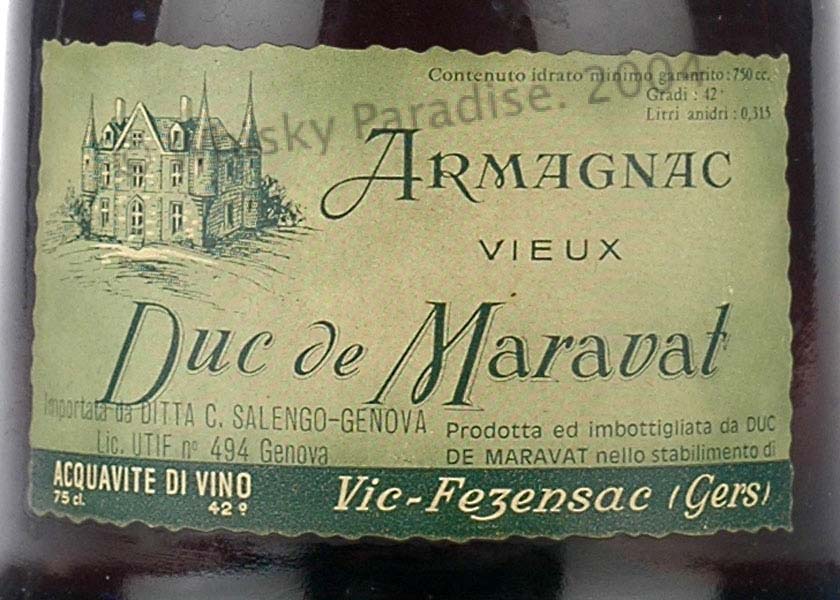 Contenuto idrato minimo garantito: 750 cc.
Gradi : 42°
Litri anidri : 0,315
sky Paradise. 2004
ARMAGNAC
VIEUX
Duc de Maravat
Importata da DITTA C. SALENGO-GENOVA
Lic. UTIF n° 494 Genova
Prodotta ed imbottigliata da DUC
DE MARAVAT nello stabilimento di
ACQUAVITE DI VINO
75 cl. 42°
Vic-Fezensac (Gers)